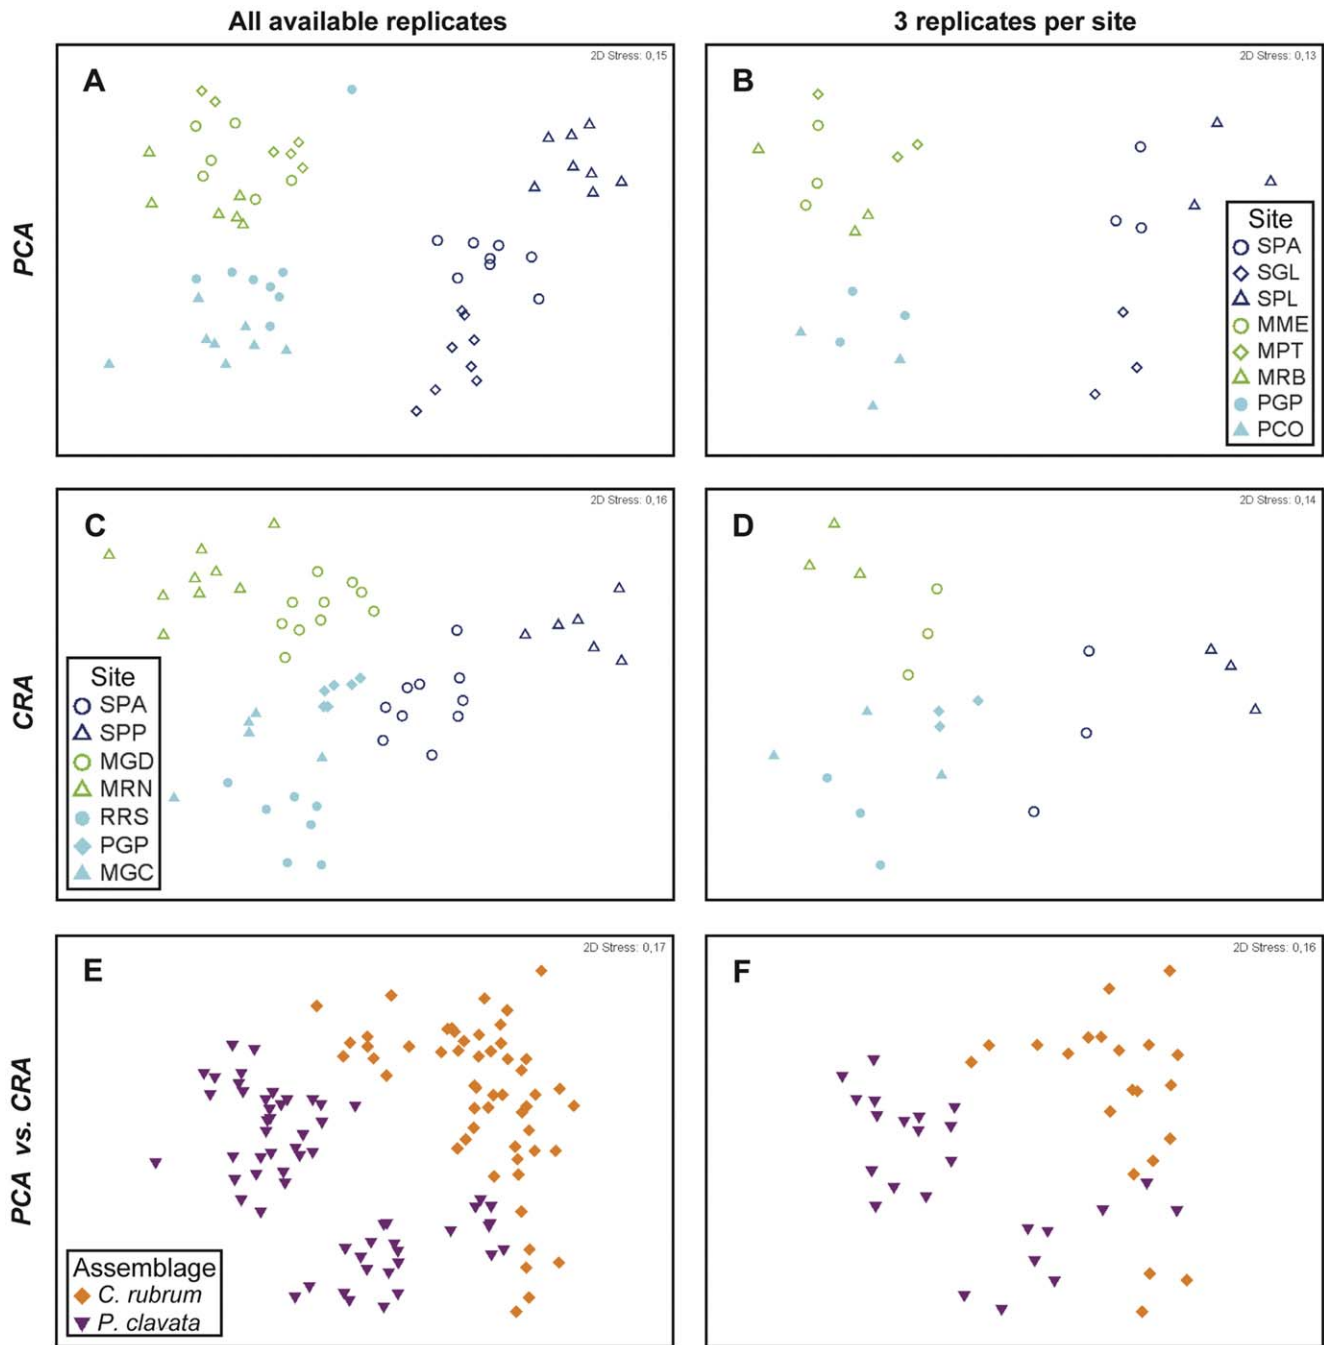 All available replicates
3 replicates per site
PCA
A
2D Stress: 0,15
B
2D Stress: 0,13
Site
SPA
SGL
SPL
MME
MPT
MRB
PGP
PCO
CRA
C
2D Stress: 0,16
Site
SPA
SPP
MGD
MRN
RRS
PGP
MGC
D
2D Stress: 0,14
PCA vs. CRA
E
2D Stress: 0,17
Assemblage
C. rubrum
P. clavata
F
2D Stress: 0,16